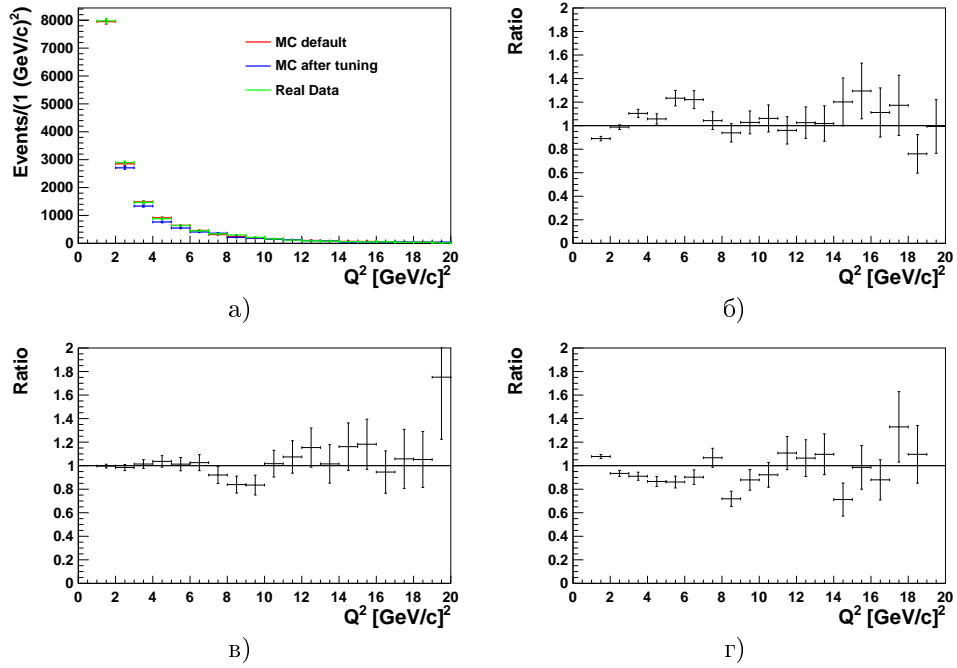 Events/(1 (GeV/c)²)
8000
7000
6000
5000
4000
3000
2000
1000
0
MC default
MC after tuning
Real Data
0 2 4 6 8 10 12 14 16 18 20
Q² [GeV/c]²
а)
Ratio
2
1.8
1.6
1.4
1.2
1
0.8
0.6
0.4
0.2
0
0 2 4 6 8 10 12 14 16 18 20
Q² [GeV/c]²
б)
Ratio
2
1.8
1.6
1.4
1.2
1
0.8
0.6
0.4
0.2
0
0 2 4 6 8 10 12 14 16 18 20
Q² [GeV/c]²
в)
Ratio
2
1.8
1.6
1.4
1.2
1
0.8
0.6
0.4
0.2
0
0 2 4 6 8 10 12 14 16 18 20
Q² [GeV/c]²
г)